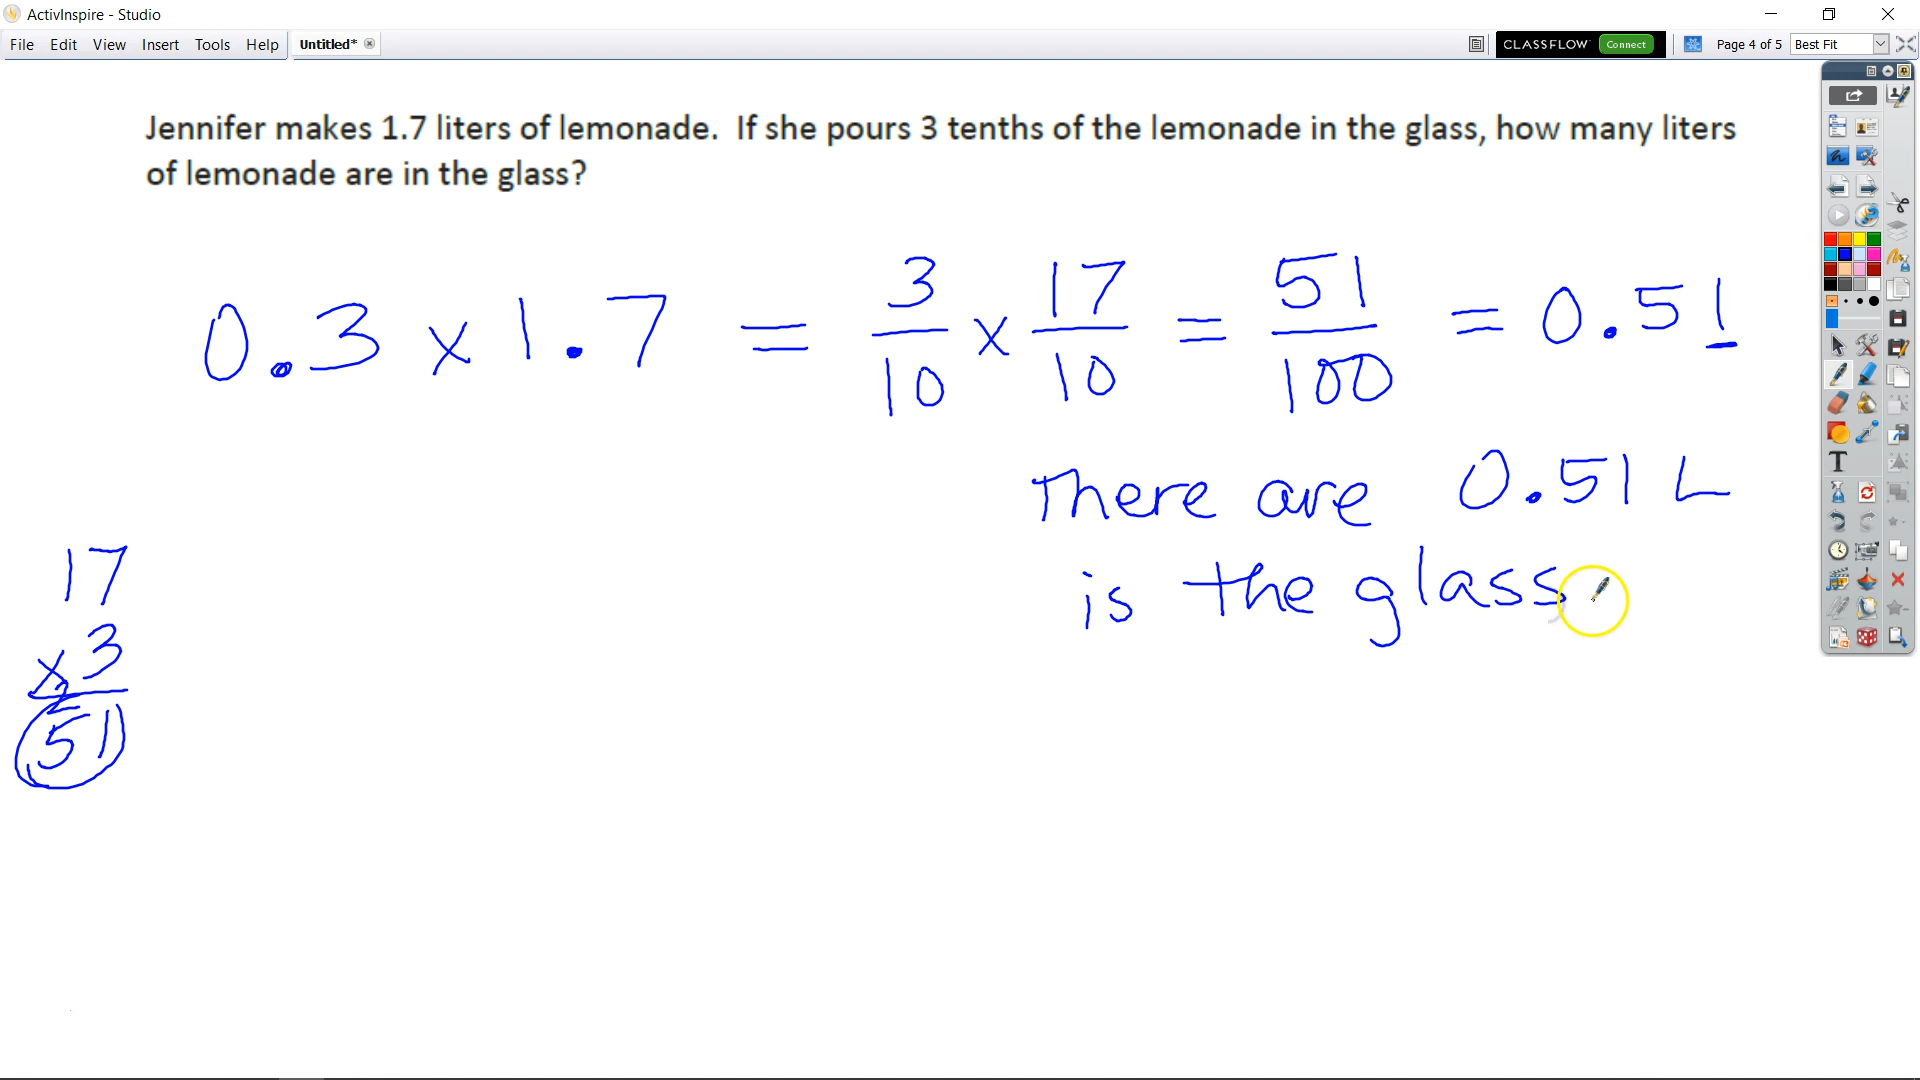 ActivInspire - Studio
File Edit View Insert Tools Help Untitled* CLASSFLOW Connect Page 4 of 5 Best Fit
Jennifer makes 1.7 liters of lemonade. If she pours 3 tenths of the lemonade in the glass, how many liters
of lemonade are in the glass?
0.3 x 1.7 = 3/10 x 17/10 = 51/100 = 0.51
There are 0.51 L
is the glass
17
x 3
2
51
T